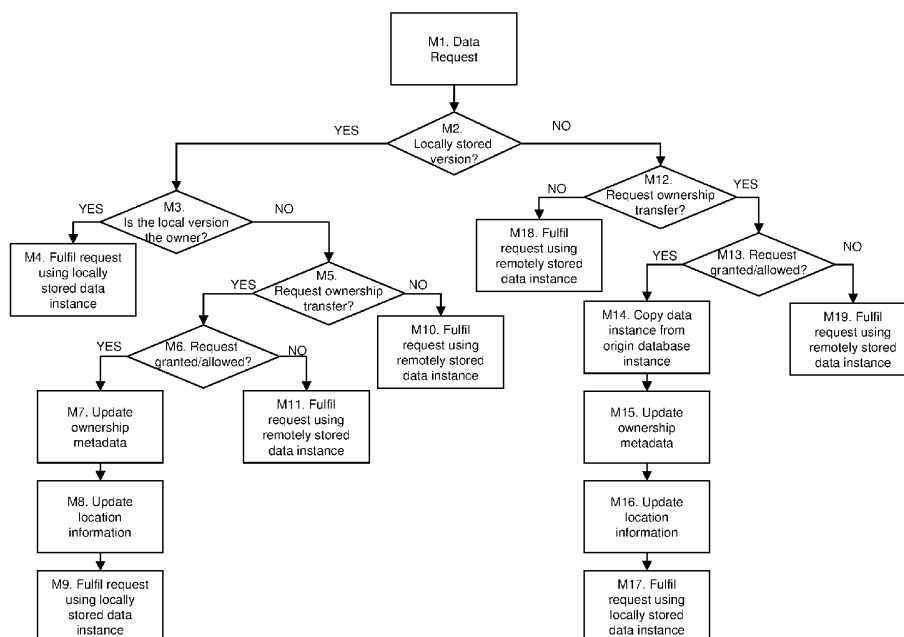 M1. Data
Request
YES
M2.
Locally stored
version?
NO
M3.
Is the local version
the owner?
YES
NO
M4. Fulfil request
using locally
stored data
instance
M5.
Request ownership
transfer?
YES
NO
M6. Request
granted/allowed?
YES
NO
M10. Fulfil
request using
remotely stored
data instance
M7. Update
ownership
metadata
M11. Fulfil
request using
remotely stored
data instance
M8. Update
location
information
M9. Fulfil request
using locally
stored data
instance
M12.
Request ownership
transfer?
NO
YES
M18. Fulfil
request using
remotely stored
data instance
M13. Request
granted/allowed?
YES
NO
M14. Copy data
instance from
origin database
instance
M19. Fulfil
request using
remotely stored
data instance
M15. Update
ownership
metadata
M16. Update
location
information
M17. Fulfil
request using
locally stored
data instance